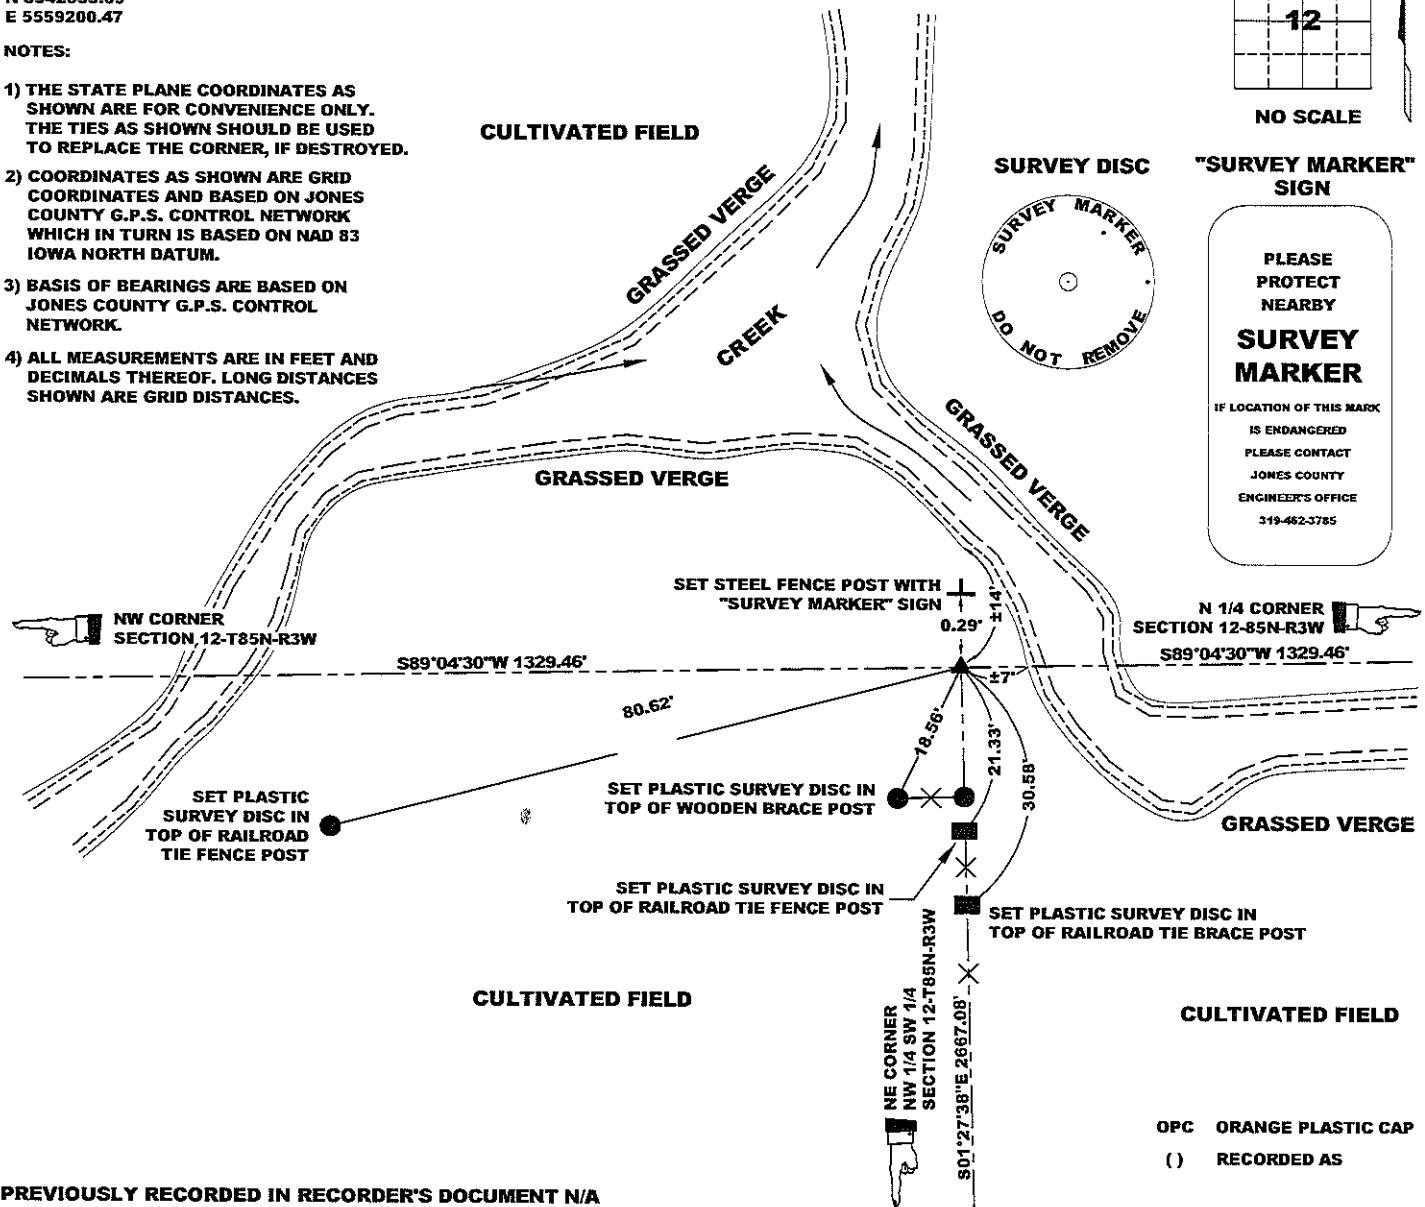 E 5559200.47
NOTES:
1) THE STATE PLANE COORDINATES AS
SHOWN ARE FOR CONVENIENCE ONLY.
THE TIES AS SHOWN SHOULD BE USED
TO REPLACE THE CORNER, IF DESTROYED.
2) COORDINATES AS SHOWN ARE GRID
COORDINATES AND BASED ON JONES
COUNTY G.P.S. CONTROL NETWORK
WHICH IN TURN IS BASED ON NAD 83
IOWA NORTH DATUM.
3) BASIS OF BEARINGS ARE BASED ON
JONES COUNTY G.P.S. CONTROL
NETWORK.
4) ALL MEASUREMENTS ARE IN FEET AND
DECIMALS THEREOF. LONG DISTANCES
SHOWN ARE GRID DISTANCES.
12
NO SCALE
CULTIVATED FIELD
GRASSED VERGE
CREEK
SURVEY DISC
SURVEY MARKER
DO NOT REMOVE
"SURVEY MARKER"
SIGN
PLEASE
PROTECT
NEARBY
SURVEY
MARKER
IF LOCATION OF THIS MARK
IS ENDANGERED
PLEASE CONTACT
JONES COUNTY
ENGINEER'S OFFICE
319-462-3785
GRASSED VERGE
GRASSED VERGE
SET STEEL FENCE POST WITH
"SURVEY MARKER" SIGN
0.29'
±14'
NW CORNER
SECTION 12-T85N-R3W
N 1/4 CORNER
SECTION 12-85N-R3W
S89°04'30"W 1329.46'
S89°04'30"W 1329.46'
±7'
80.62'
18.56'
21.33'
30.58'
SET PLASTIC
SURVEY DISC IN
TOP OF RAILROAD
TIE FENCE POST
SET PLASTIC SURVEY DISC IN
TOP OF WOODEN BRACE POST
GRASSED VERGE
SET PLASTIC SURVEY DISC IN
TOP OF RAILROAD TIE FENCE POST
SET PLASTIC SURVEY DISC IN
TOP OF RAILROAD TIE BRACE POST
CULTIVATED FIELD
NE CORNER
NW 1/4 SW 1/4
SECTION 12-T85N-R3W
S01°27'38"E 2667.08'
CULTIVATED FIELD
OPC ORANGE PLASTIC CAP
( ) RECORDED AS
PREVIOUSLY RECORDED IN RECORDER'S DOCUMENT N/A